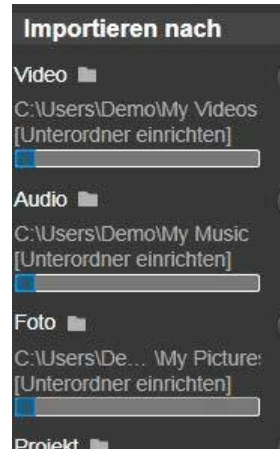 Importieren nach
Video
C:\Users\Demo\My Videos
[Unterordner einrichten]
Audio
C:\Users\Demo\My Music
[Unterordner einrichten]
Foto
C:\Users\De... \My Pictures
[Unterordner einrichten]
Projekt